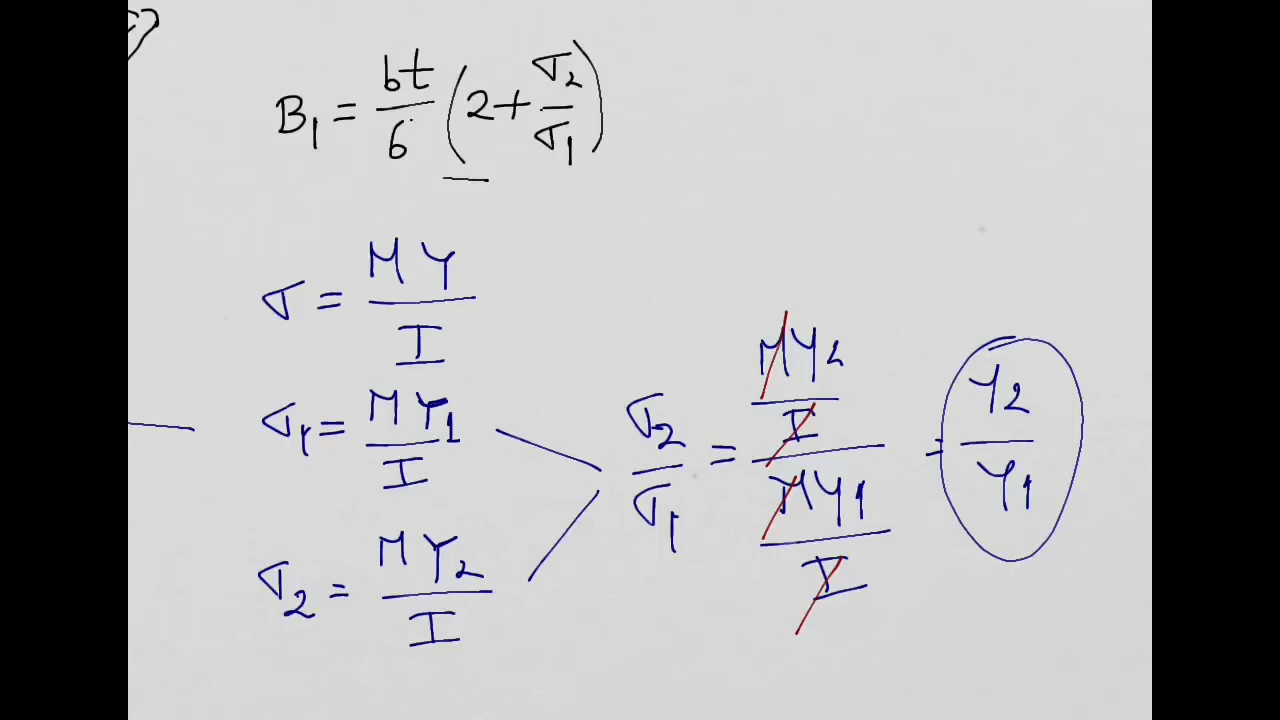 B₁ = bt/6 (2 + σ₂/σ₁)
σ = MY/I
σ₁ = MY₁/I
σ₂/σ₁ = (MY₂/I)/(MY₁/I) = Y₂/Y₁
σ₂ = MY₂/I